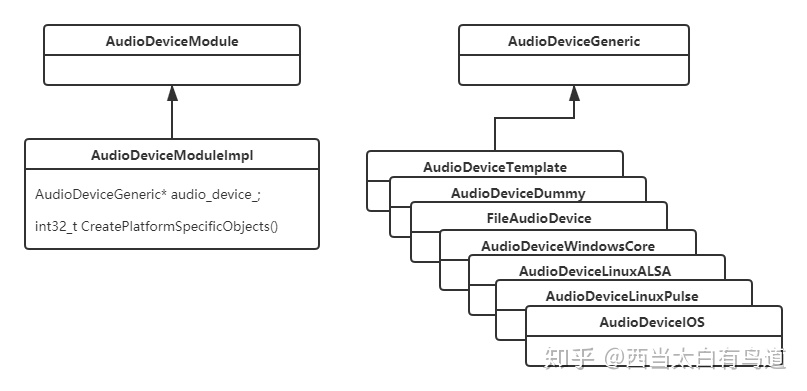 AudioDeviceModule
AudioDeviceGeneric
AudioDeviceModuleImpl
AudioDeviceGeneric* audio_device_;
int32_t CreatePlatformSpecificObjects()
AudioDeviceTemplate
AudioDeviceDummy
FileAudioDevice
AudioDeviceWindowsCore
AudioDeviceLinuxALSA
AudioDeviceLinuxPulse
AudioDeviceIOS
知乎 @西当太白有鸟道